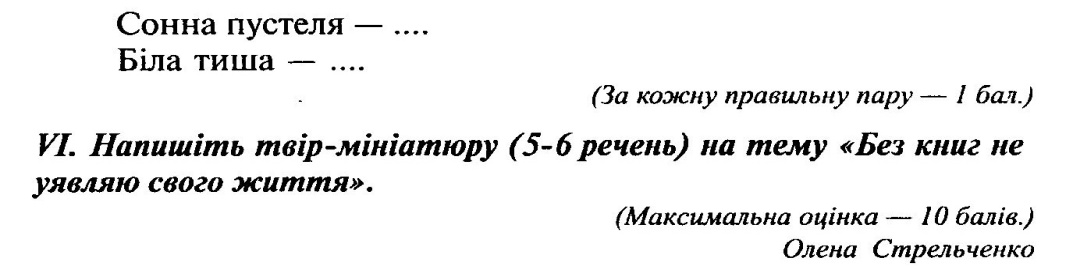 Сонна пустеля — ....
Біла тиша — ....
(За кожну правильну пару — 1 бал.)
VI. Напишіть твір-мініатюру (5-6 речень) на тему «Без книг не
уявляю свого життя».
(Максимальна оцінка — 10 балів.)
Олена Стрельченко